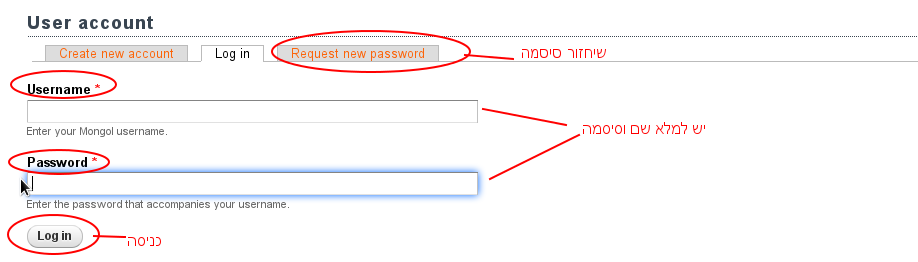 User account
Create new account
Log in
Request new password
שיחזור סיסמה
Username *
Enter your Mongol username.
יש למלא שם וסיסמה
Password *
Enter the password that accompanies your username.
Log in
כניסה